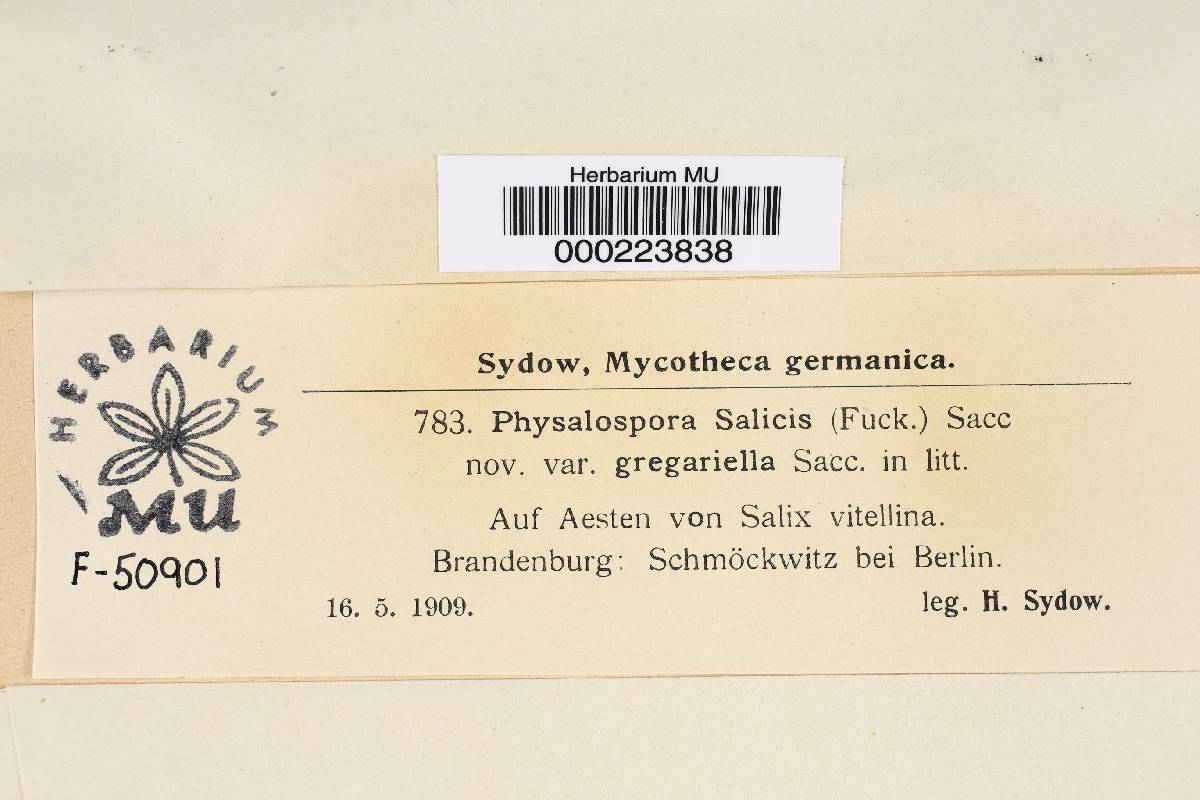 Herbarium MU
000223838
HERBARIUM
MU
F-50901
Sydow, Mycotheca germanica.
783. Physalospora Salicis (Fuck.) Sacc
nov. var. gregariella Sacc. in litt.
Auf Aesten von Salix vitellina.
Brandenburg: Schmöckwitz bei Berlin.
16. 5. 1909. leg. H. Sydow.